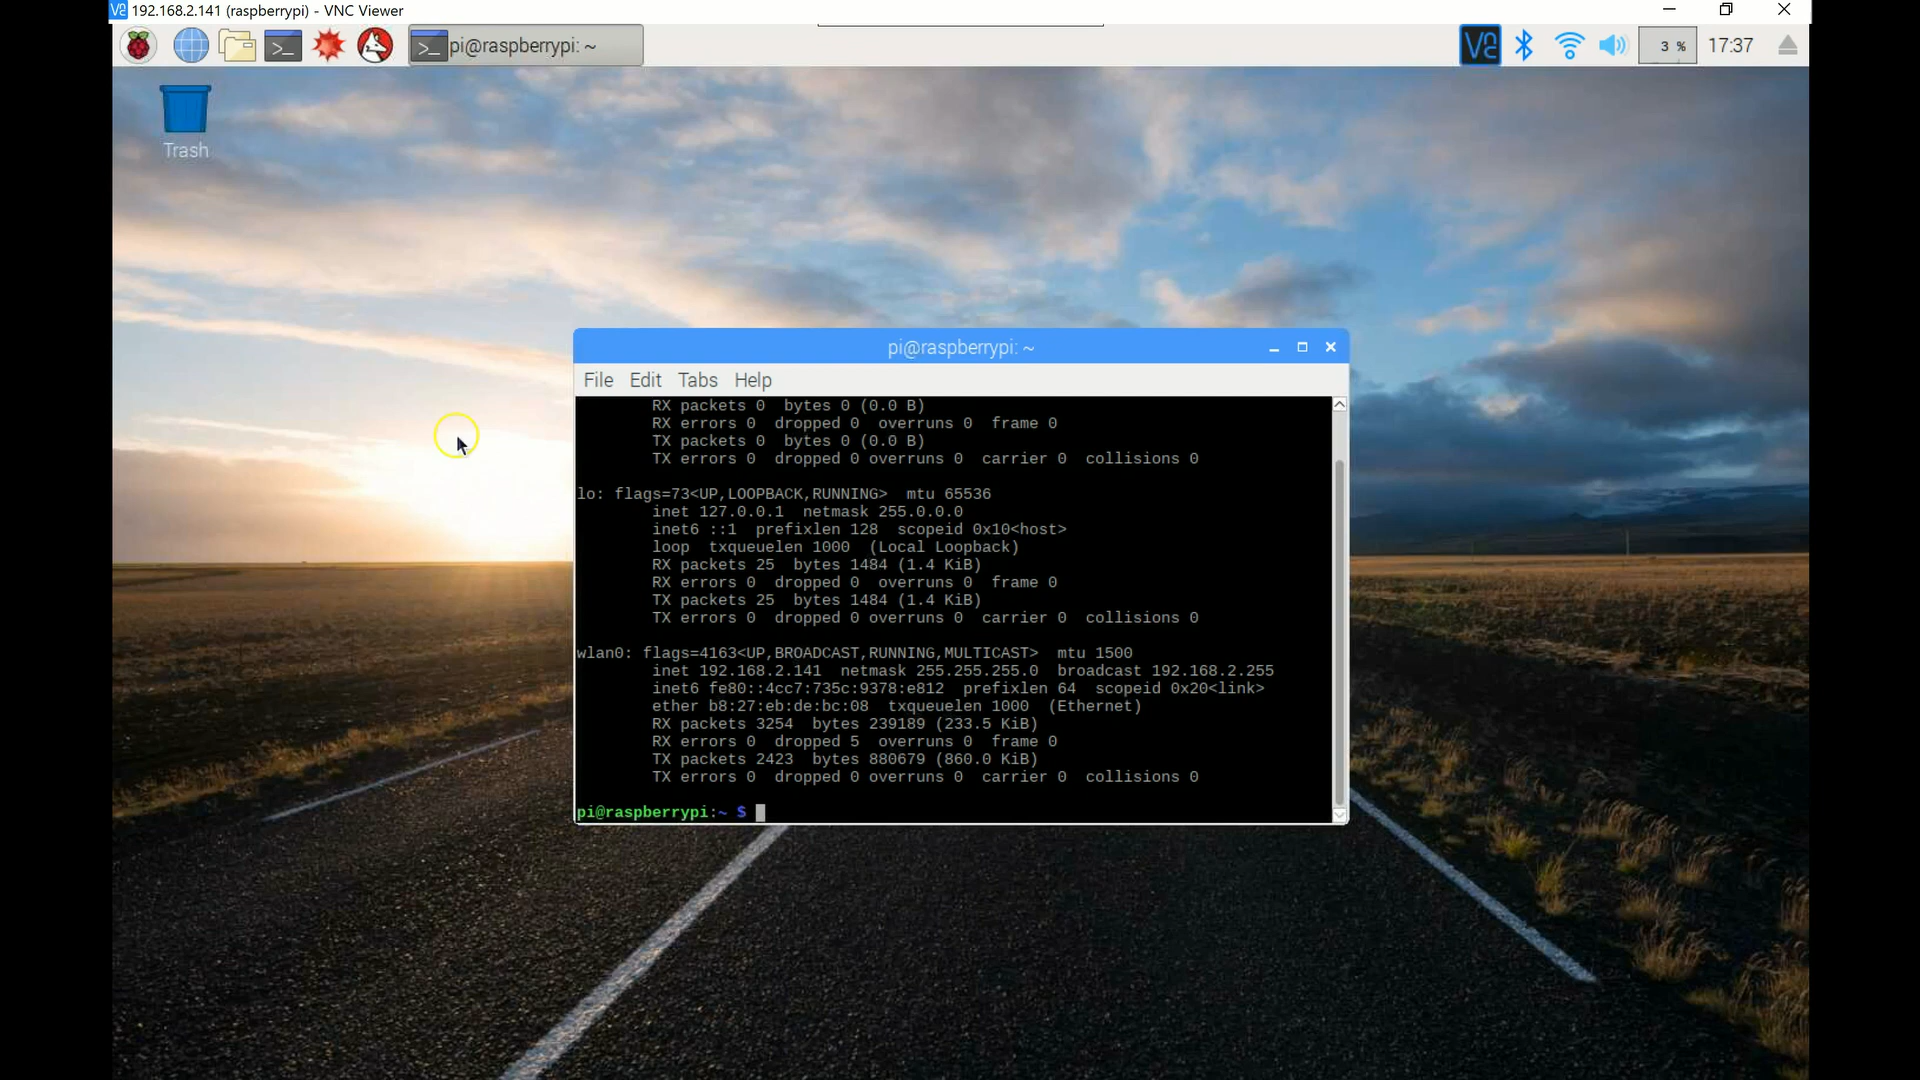 192.168.2.141 (raspberrypi) - VNC Viewer
pi@raspberrypi: ~
3 %
17:37
Trash
pi@raspberrypi: ~
File Edit Tabs Help
RX packets 0 bytes 0 (0.0 B)
RX errors 0 dropped 0 overruns 0 frame 0
TX packets 0 bytes 0 (0.0 B)
TX errors 0 dropped 0 overruns 0 carrier 0 collisions 0
lo: flags=73<UP,LOOPBACK,RUNNING> mtu 65536
inet 127.0.0.1 netmask 255.0.0.0
inet6 ::1 prefixlen 128 scopeid 0x10<host>
loop txqueuelen 1000 (Local Loopback)
RX packets 25 bytes 1484 (1.4 KiB)
RX errors 0 dropped 0 overruns 0 frame 0
TX packets 25 bytes 1484 (1.4 KiB)
TX errors 0 dropped 0 overruns 0 carrier 0 collisions 0
wlan0: flags=4163<UP,BROADCAST,RUNNING,MULTICAST> mtu 1500
inet 192.168.2.141 netmask 255.255.255.0 broadcast 192.168.2.255
inet6 fe80::4cc7:735c:9378:e812 prefixlen 64 scopeid 0x20<link>
ether b8:27:eb:de:bc:08 txqueuelen 1000 (Ethernet)
RX packets 3254 bytes 239189 (233.5 KiB)
RX errors 0 dropped 5 overruns 0 frame 0
TX packets 2423 bytes 880679 (860.0 KiB)
TX errors 0 dropped 0 overruns 0 carrier 0 collisions 0
pi@raspberrypi:~ $